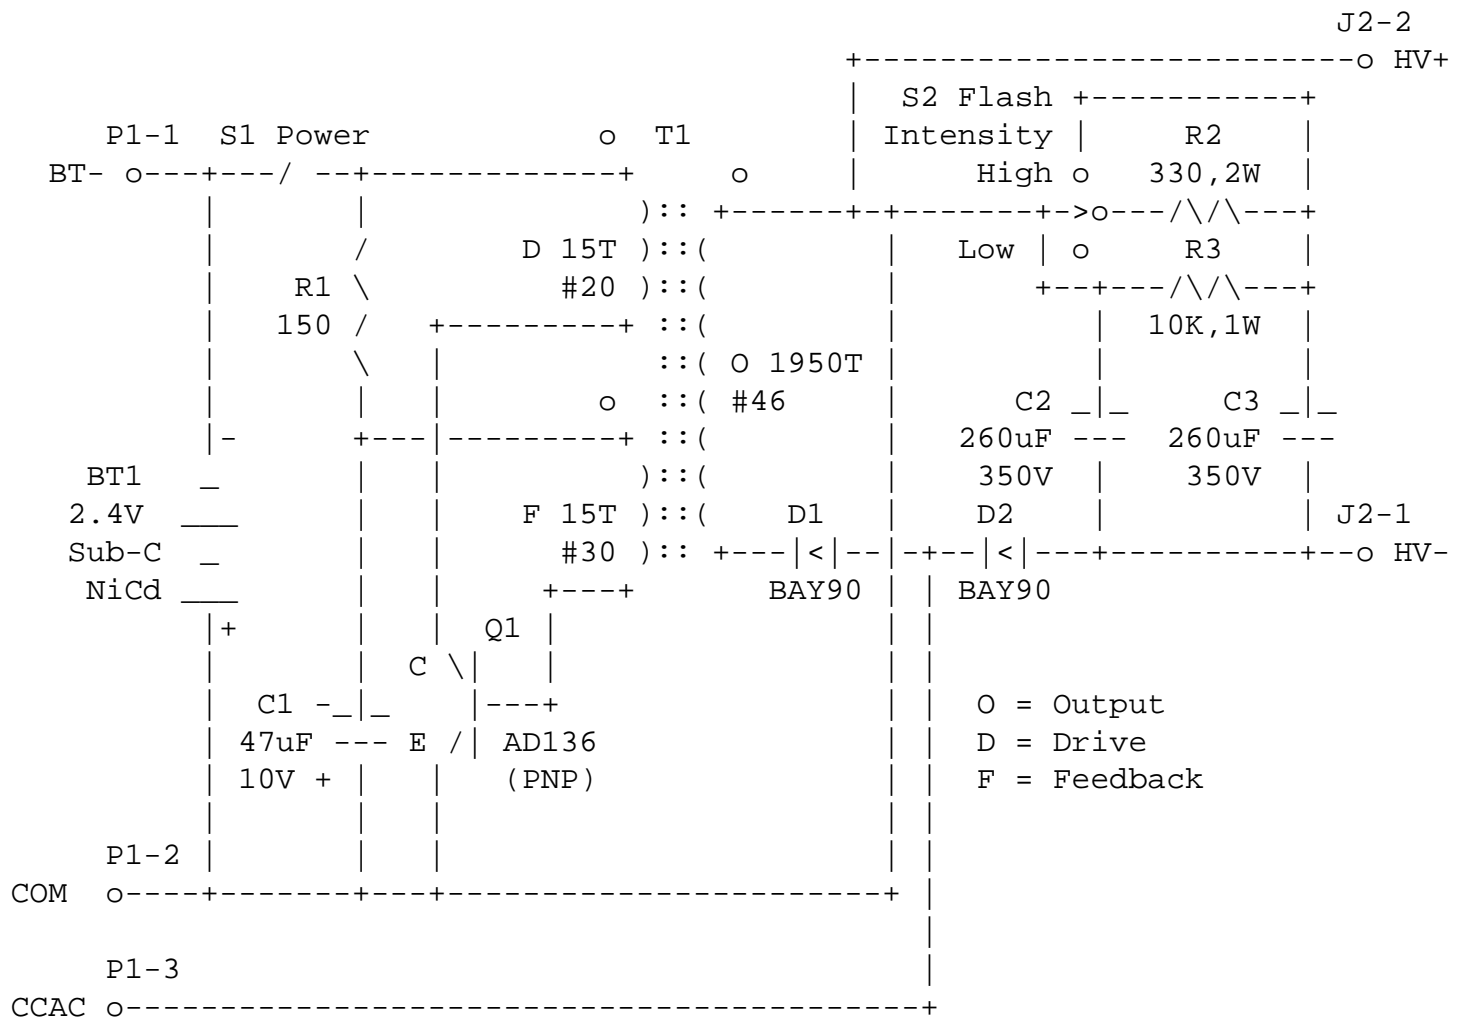 J2-2
                                             +--------------------------o HV+
                                             |  S2 Flash +-----------+
     P1-1  S1 Power            o  T1         | Intensity |     R2    |
  BT- o---+---/ --+-------------+     o      |      High o   330,2W  |
          |       |              ):: +------+-+-------+->o---/\/\---+
          |       /        D 15T )::(         |   Low | o     R3    |
          |   R1 \           #20 )::(         |       +--+---/\/\---+
          |  150 /   +---------+ ::(          |          |  10K,1W  |
          |      \   |           ::( O 1950T  |          |          |
          |      |   |        o  ::( #46      |      C2 _|_     C3 _|_
          |-     +---|---------+ ::(          |   260uF ---  260uF ---
   BT1    _      |   |          )::(          |    350V  |    350V  |
  2.4V   ___     |   |    F 15T )::(    D1    |    D2    |          | J2-1
  Sub-C   _      |   |      #30 ):: +---|<|--|-+--|<|---+----------+--o HV-
   NiCd  ___     |   |     +---+       BAY90 | | BAY90
          |+     |   |  Q1 |                 | |
          |      | C \|    |                 | |
          |  C1 -_|_  |---+                  | |  O = Output
          | 47uF --- E /| AD136              | |  D = Drive
          | 10V + |   |   (PNP)              | |  F = Feedback
          |       |   |                      | |
     P1-2 |       |   |                      | |
COM  o----+-------+---+-----------------------+ |
                                               |
     P1-3                                      |
CCAC o-------------------------------------------+